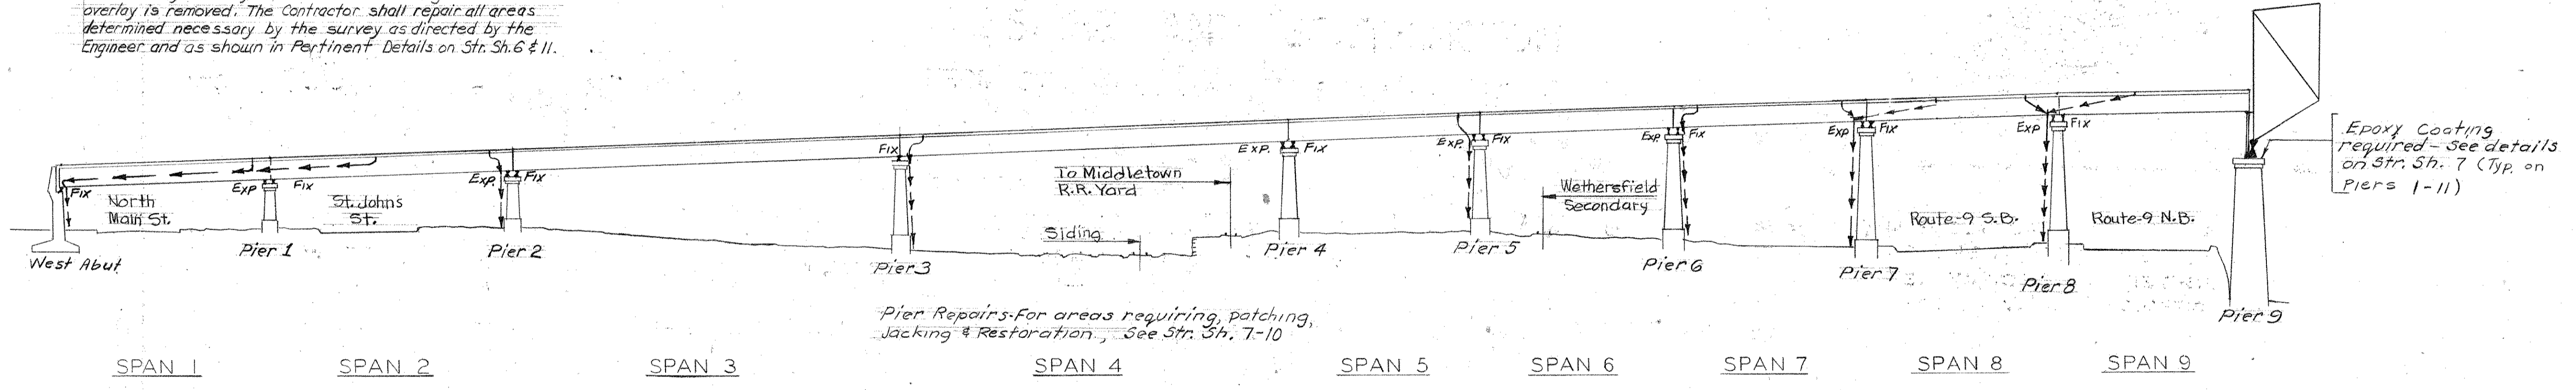 overlay is removed. The Contractor shall repair all areas
determined necessary by the survey as directed by the
Engineer and as shown in Pertinent Details on Str. Sh. 6 & 11.
Epoxy Coating
required - See details
on Str. Sh. 7 (Typ. on
Piers 1-11)
Fix
Exp
Fix
Exp.
Fix
Fix
Exp.
Fix
Exp.
Fix
Exp.
Fix
Exp
Fix
Exp
Fix
North
Main St.
St. Johns
St.
To Middletown
R.R. Yard
Siding
Wethersfield
Secondary
Route-9 S.B.
Route-9 N.B.
West Abut
Pier 1
Pier 2
Pier 3
Pier 4
Pier 5
Pier 6
Pier 7
Pier 8
Pier 9
Pier Repairs-For areas requiring, patching,
Jacking & Restoration, See Str. Sh. 7-10
SPAN 1
SPAN 2
SPAN 3
SPAN 4
SPAN 5
SPAN 6
SPAN 7
SPAN 8
SPAN 9